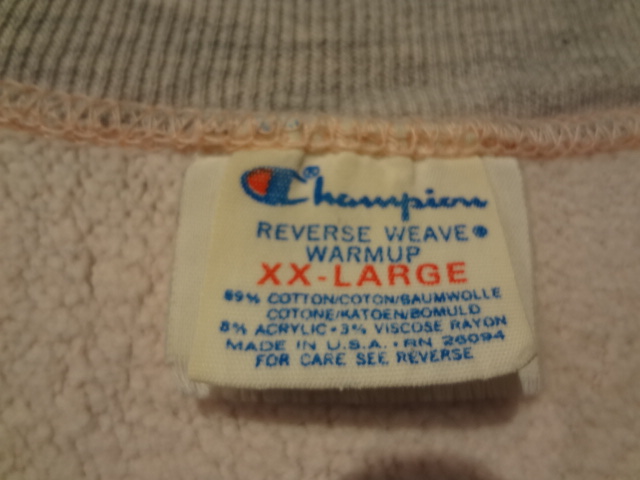 Champion®
REVERSE WEAVE®
WARMUP
XX-LARGE
89% COTTON/COTON/BAUMWOLLE
COTONE/KATOEN/BOMULD
8% ACRYLIC • 3% VISCOSE RAYON
MADE IN U.S.A. • RN 26094
FOR CARE SEE REVERSE